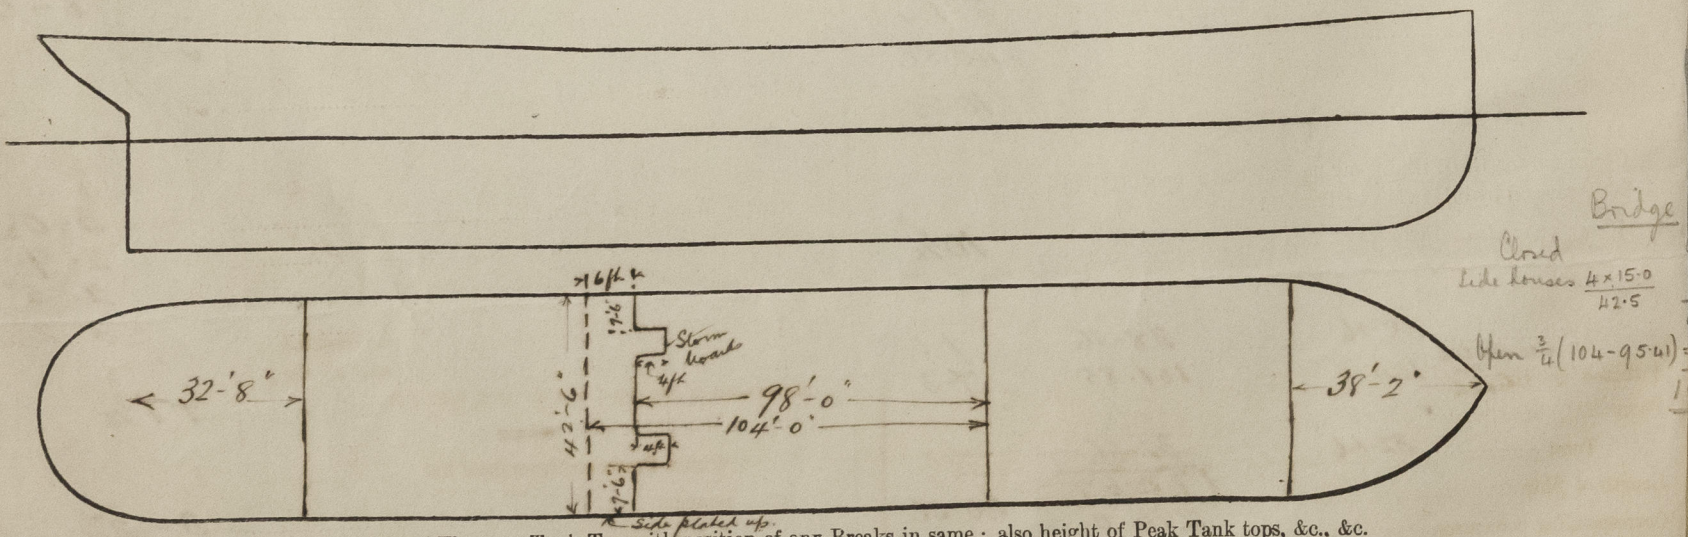 Bridge
Closed
Side houses 4 × 15·0
42·5
Open 3/4 (104 - 95·41) =
6ft
7'-6"
Storm
boards
4ft
32'-8"
42'-6"
98'-0"
104'-0"
38'-2"
4ft
7'-6"
Side plated up.
position of any Breaks in same; also height of Peak Tank tops, &c., &c.